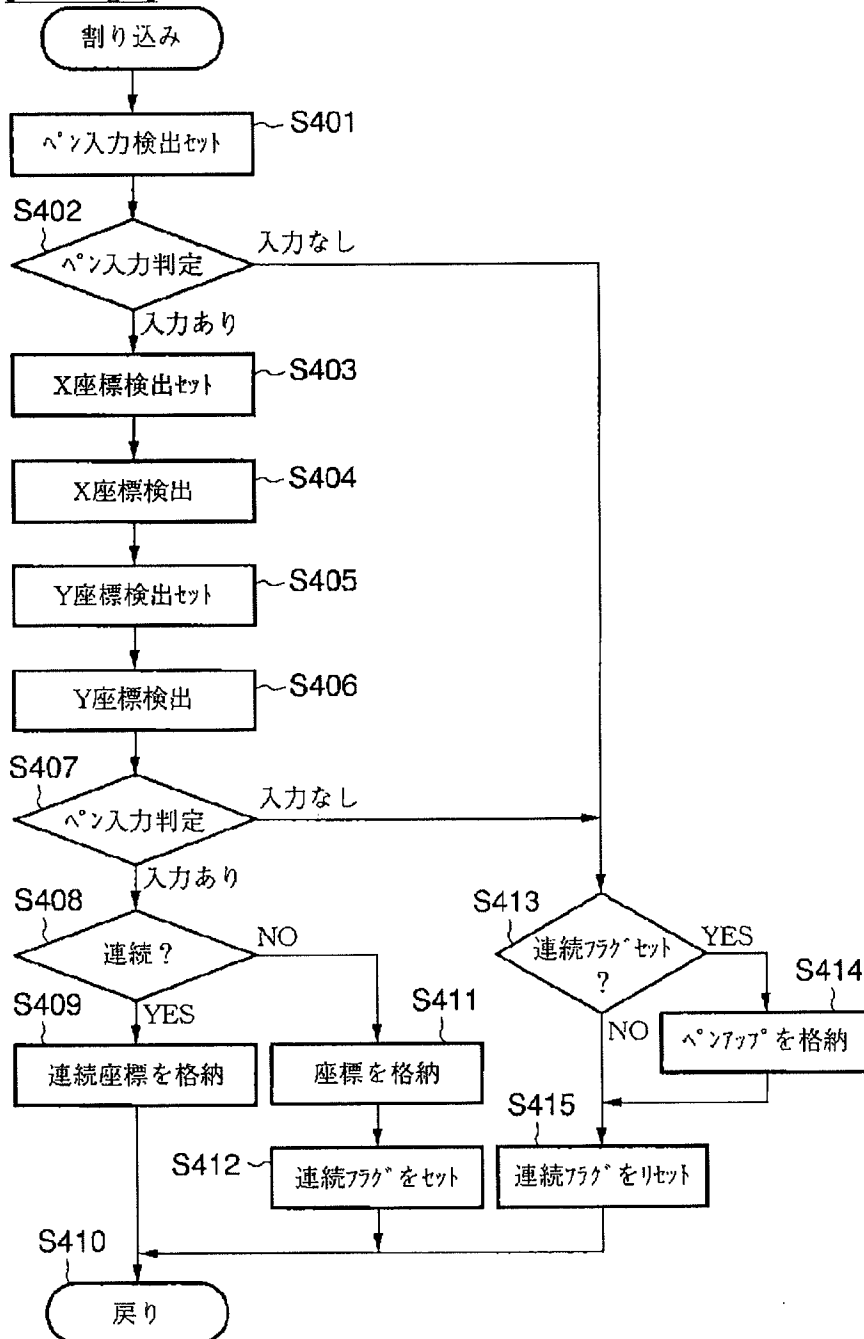 割り込み
ペン入力検出セット
S401
S402
ペン入力判定
入力なし
入力あり
X座標検出セット
S403
X座標検出
S404
Y座標検出セット
S405
Y座標検出
S406
S407
ペン入力判定
入力なし
入力あり
S408
連続?
NO
YES
S409
連続座標を格納
S411
座標を格納
S412
連続フラグをセット
S413
連続フラグセット
?
YES
NO
S414
ペンアップを格納
S415
連続フラグをリセット
S410
戻り